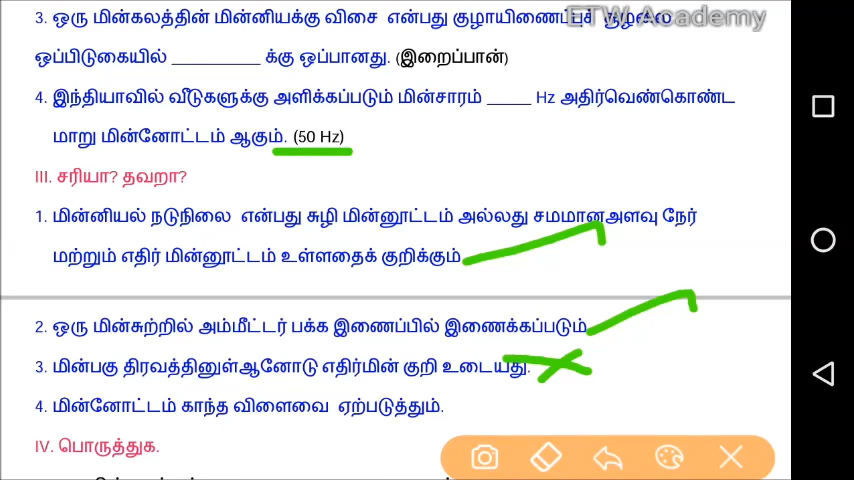 ETW Academy
3. ஒரு மின்கலத்தின் மின்னியக்கு விசை என்பது குழாயிணைப்புச் சூழலை
ஒப்பிடுகையில் __________ க்கு ஒப்பானது. (இறைப்பான்)
4. இந்தியாவில் வீடுகளுக்கு அளிக்கப்படும் மின்சாரம் _____ Hz அதிர்வெண்கொண்ட
மாறு மின்னோட்டம் ஆகும். (50 Hz)
III. சரியா? தவறா?
1. மின்னியல் நடுநிலை என்பது சுழி மின்னூட்டம் அல்லது சமமானஅளவு நேர்
மற்றும் எதிர் மின்னூட்டம் உள்ளதைக் குறிக்கும்
2. ஒரு மின்சுற்றில் அம்மீட்டர் பக்க இணைப்பில் இணைக்கப்படும்
3. மின்பகு திரவத்தினுள்ஆனோடு எதிர்மின் குறி உடையது.
4. மின்னோட்டம் காந்த விளைவை ஏற்படுத்தும்.
IV. பொருத்துக.